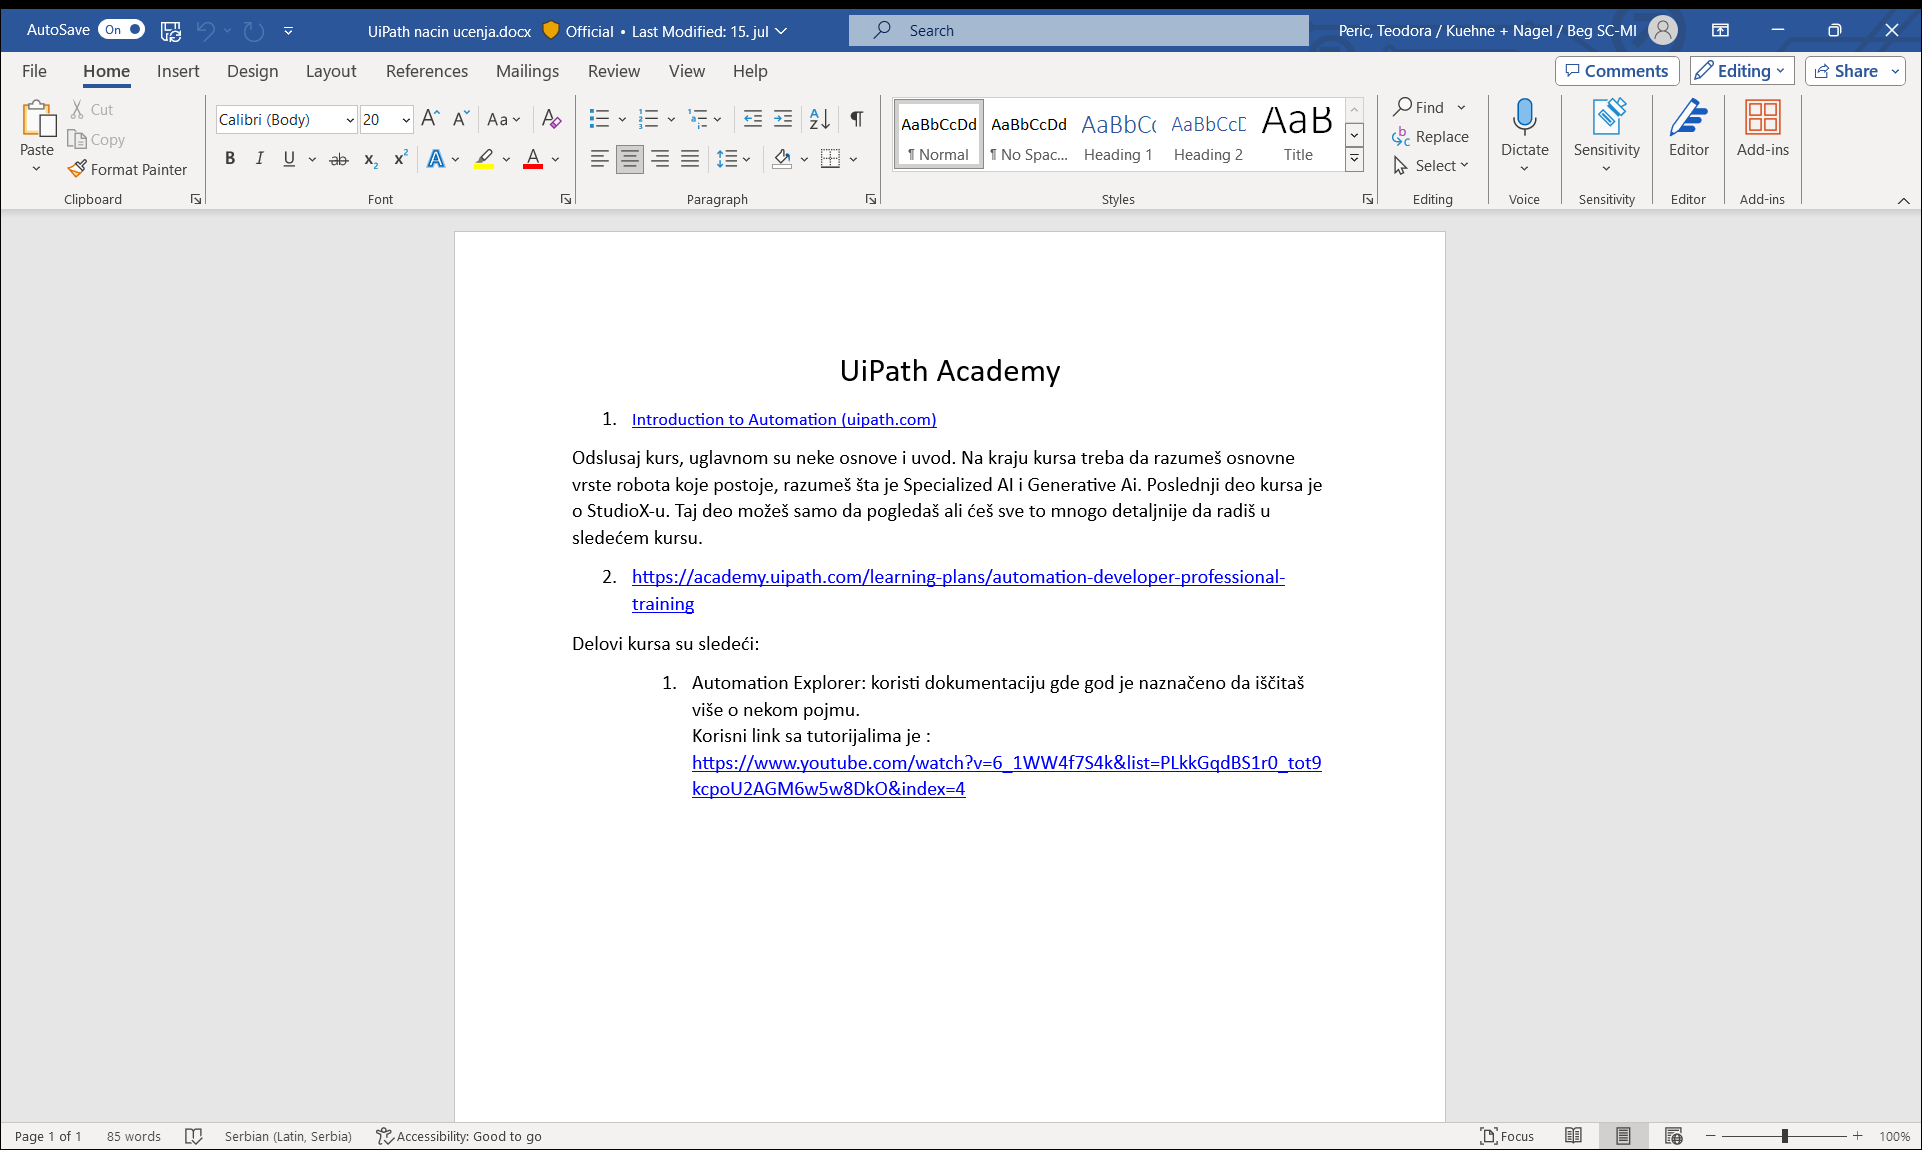 AutoSave On UiPath nacin ucenja.docx Official • Last Modified: 15. jul Search Peric, Teodora / Kuehne + Nagel / Beg SC-MI
File Home Insert Design Layout References Mailings Review View Help Comments Editing Share
Paste Cut Copy Format Painter
Clipboard
Calibri (Body) 20
Font
Paragraph
AaBbCcDd AaBbCcDd AaBbCc AaBbCcD AaB
¶ Normal ¶ No Spac... Heading 1 Heading 2 Title
Styles
Find
Replace
Select
Editing
Dictate
Voice
Sensitivity
Sensitivity
Editor
Editor
Add-ins
Add-ins
UiPath Academy
1. Introduction to Automation (uipath.com)
Odslusaj kurs, uglavnom su neke osnove i uvod. Na kraju kursa treba da razumeš osnovne
vrste robota koje postoje, razumeš šta je Specialized AI i Generative Ai. Poslednji deo kursa je
o StudioX-u. Taj deo možeš samo da pogledaš ali ćeš sve to mnogo detaljnije da radiš u
sledećem kursu.
2. https://academy.uipath.com/learning-plans/automation-developer-professional-
training
Delovi kursa su sledeći:
1. Automation Explorer: koristi dokumentaciju gde god je naznačeno da iščitaš
više o nekom pojmu.
Korisni link sa tutorijalima je :
https://www.youtube.com/watch?v=6_1WW4f7S4k&list=PLkkGqdBS1r0_tot9
kcpoU2AGM6w5w8DkO&index=4
Page 1 of 1 85 words Serbian (Latin, Serbia) Accessibility: Good to go Focus 100%